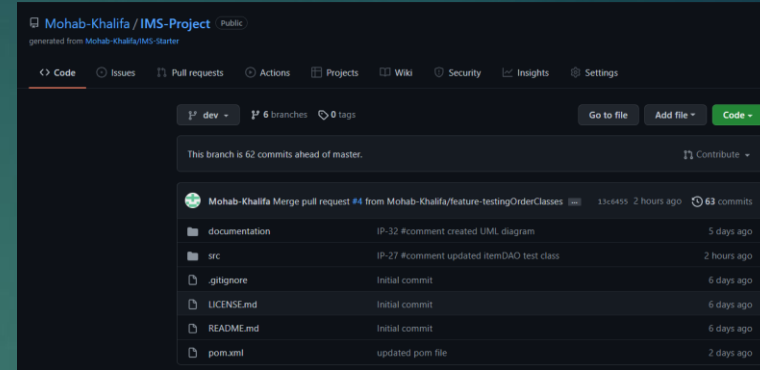 Mohab-Khalifa / IMS-Project Public
generated from Mohab-Khalifa/IMS-Starter
Code Issues Pull requests Actions Projects Wiki Security Insights Settings
dev 6 branches 0 tags Go to file Add file Code
This branch is 62 commits ahead of master. Contribute
Mohab-Khalifa Merge pull request #4 from Mohab-Khalifa/feature-testingOrderClasses ... 13c6455 2 hours ago 63 commits
documentation IP-32 #comment created UML diagram 5 days ago
src IP-27 #comment updated itemDAO test class 2 hours ago
.gitignore Initial commit 6 days ago
LICENSE.md Initial commit 6 days ago
README.md Initial commit 6 days ago
pom.xml updated pom file 2 days ago